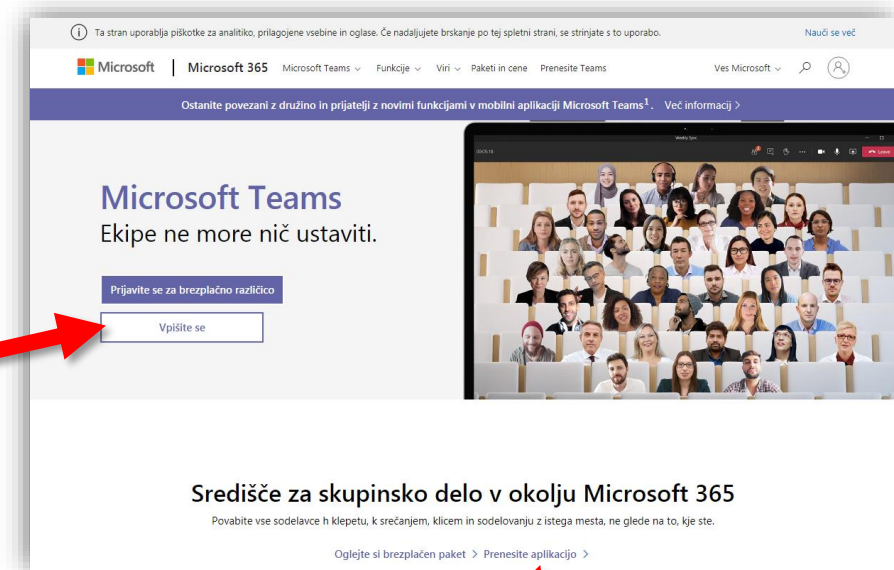 Ta stran uporablja piškotke za analitiko, prilagojene vsebine in oglase. Če nadaljujete brskanje po tej spletni strani, se strinjate s to uporabo.
Nauči se več
Microsoft
Microsoft 365
Microsoft Teams
Funkcije
Viri
Paketi in cene
Prenesite Teams
Ves Microsoft
Ostanite povezani z družino in prijatelji z novimi funkcijami v mobilni aplikaciji Microsoft Teams¹. Več informacij >
Weekly Sync
Leave
Microsoft Teams
Ekipe ne more nič ustaviti.
Prijavite se za brezplačno različico
Vpišite se
Središče za skupinsko delo v okolju Microsoft 365
Povabite vse sodelavce h klepetu, k srečanjem, klicem in sodelovanju z istega mesta, ne glede na to, kje ste.
Oglejte si brezplačen paket > Prenesite aplikacijo >